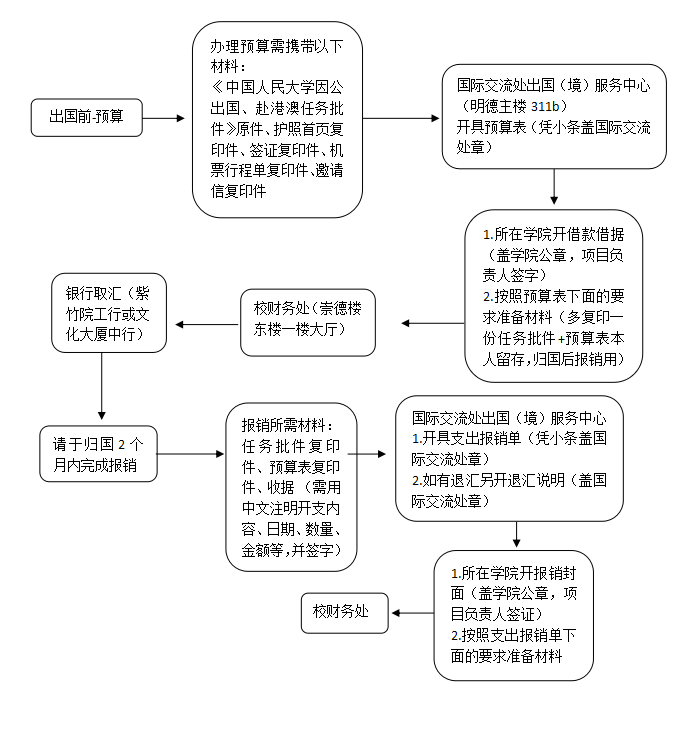 出国前-预算
办理预算需携带以下
材料：
《中国人民大学因公
出国、赴港澳任务批
件》原件、护照首页复
印件、签证复印件、机
票行程单复印件、邀请
信复印件
国际交流处出国（境）服务中心
（明德主楼 311b）
开具预算表（凭小条盖国际交流
处章）
1.所在学院开借款借据
（盖学院公章，项目负
责人签字）
2.按照预算表下面的要
求准备材料（多复印一
份任务批件+预算表本
人留存，归国后报销用）
校财务处（崇德楼
东楼一楼大厅）
银行取汇（紫
竹院工行或文
化大厦中行）
请于归国 2 个
月内完成报销
报销所需材料：
任务批件复印
件、预算表复印
件、收据（需用
中文注明开支内
容、日期、数量、
金额等，并签字）
国际交流处出国（境）服务中心
1.开具支出报销单（凭小条盖国
际交流处章）
2.如有退汇另开退汇说明（盖国
际交流处章）
1.所在学院开报销封
面（盖学院公章，项
目负责人签证）
2.按照支出报销单下
面的要求准备材料
校财务处